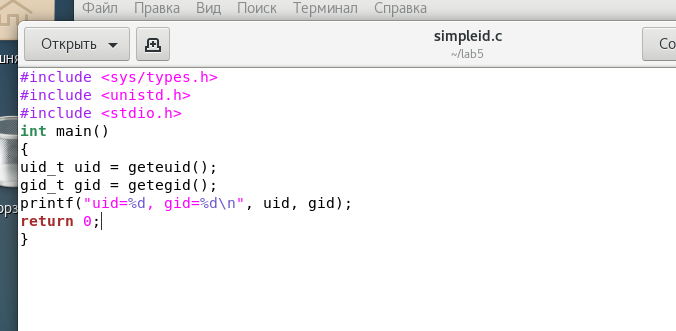 Файл Правка Вид Поиск Терминал Справка
Открыть
simpleid.c
~/lab5
#include <sys/types.h>
#include <unistd.h>
#include <stdio.h>
int main()
{
uid_t uid = geteuid();
gid_t gid = getegid();
printf("uid=%d, gid=%d\n", uid, gid);
return 0;
}